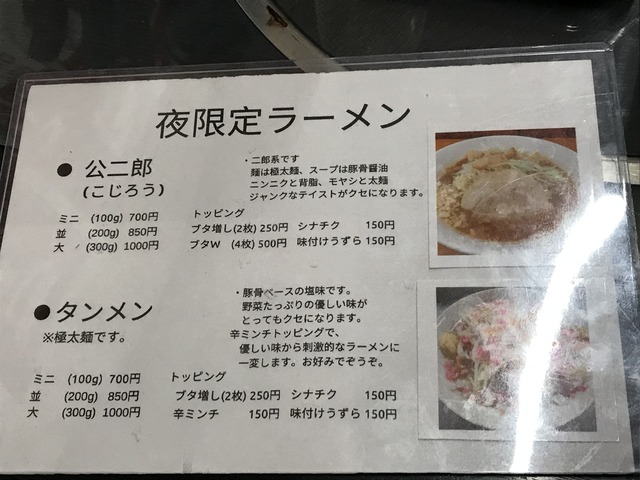 夜限定ラーメン
● 公二郎
(こじろう)
・二郎系です
麺は極太麺、スープは豚骨醤油
ニンニクと背脂、モヤシと太麺
ジャンクなテイストがクセになります。
ミニ (100g) 700円
並 (200g) 850円
大 (300g) 1000円
トッピング
ブタ増し(2枚) 250円 シナチク 150円
ブタW (4枚) 500円 味付けうずら 150円
●タンメン
※極太麺です。
・豚骨ベースの塩味です。
野菜たっぷりの優しい味が
とってもクセになります。
辛ミンチトッピングで、
優しい味から刺激的なラーメンに
一変します。お好みでぞうぞ。
ミニ (100g) 700円
並 (200g) 850円
大 (300g) 1000円
トッピング
ブタ増し(2枚) 250円 シナチク 150円
辛ミンチ 150円 味付けうずら 150円